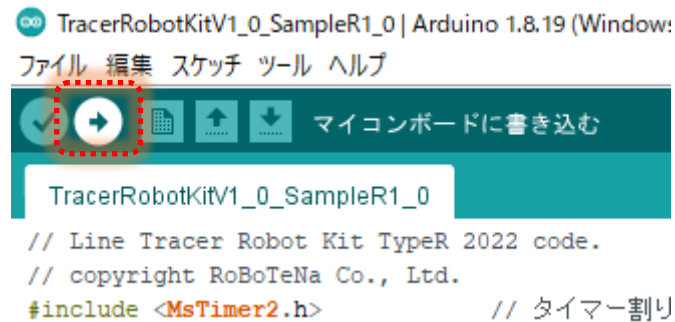 TracerRobotKitV1_0_SampleR1_0 | Arduino 1.8.19 (Windows
ファイル 編集 スケッチ ツール ヘルプ
マイコンボードに書き込む
TracerRobotKitV1_0_SampleR1_0
// Line Tracer Robot Kit TypeR 2022 code.
// copyright RoBoTeNa Co., Ltd.
#include <MsTimer2.h> // タイマー割り